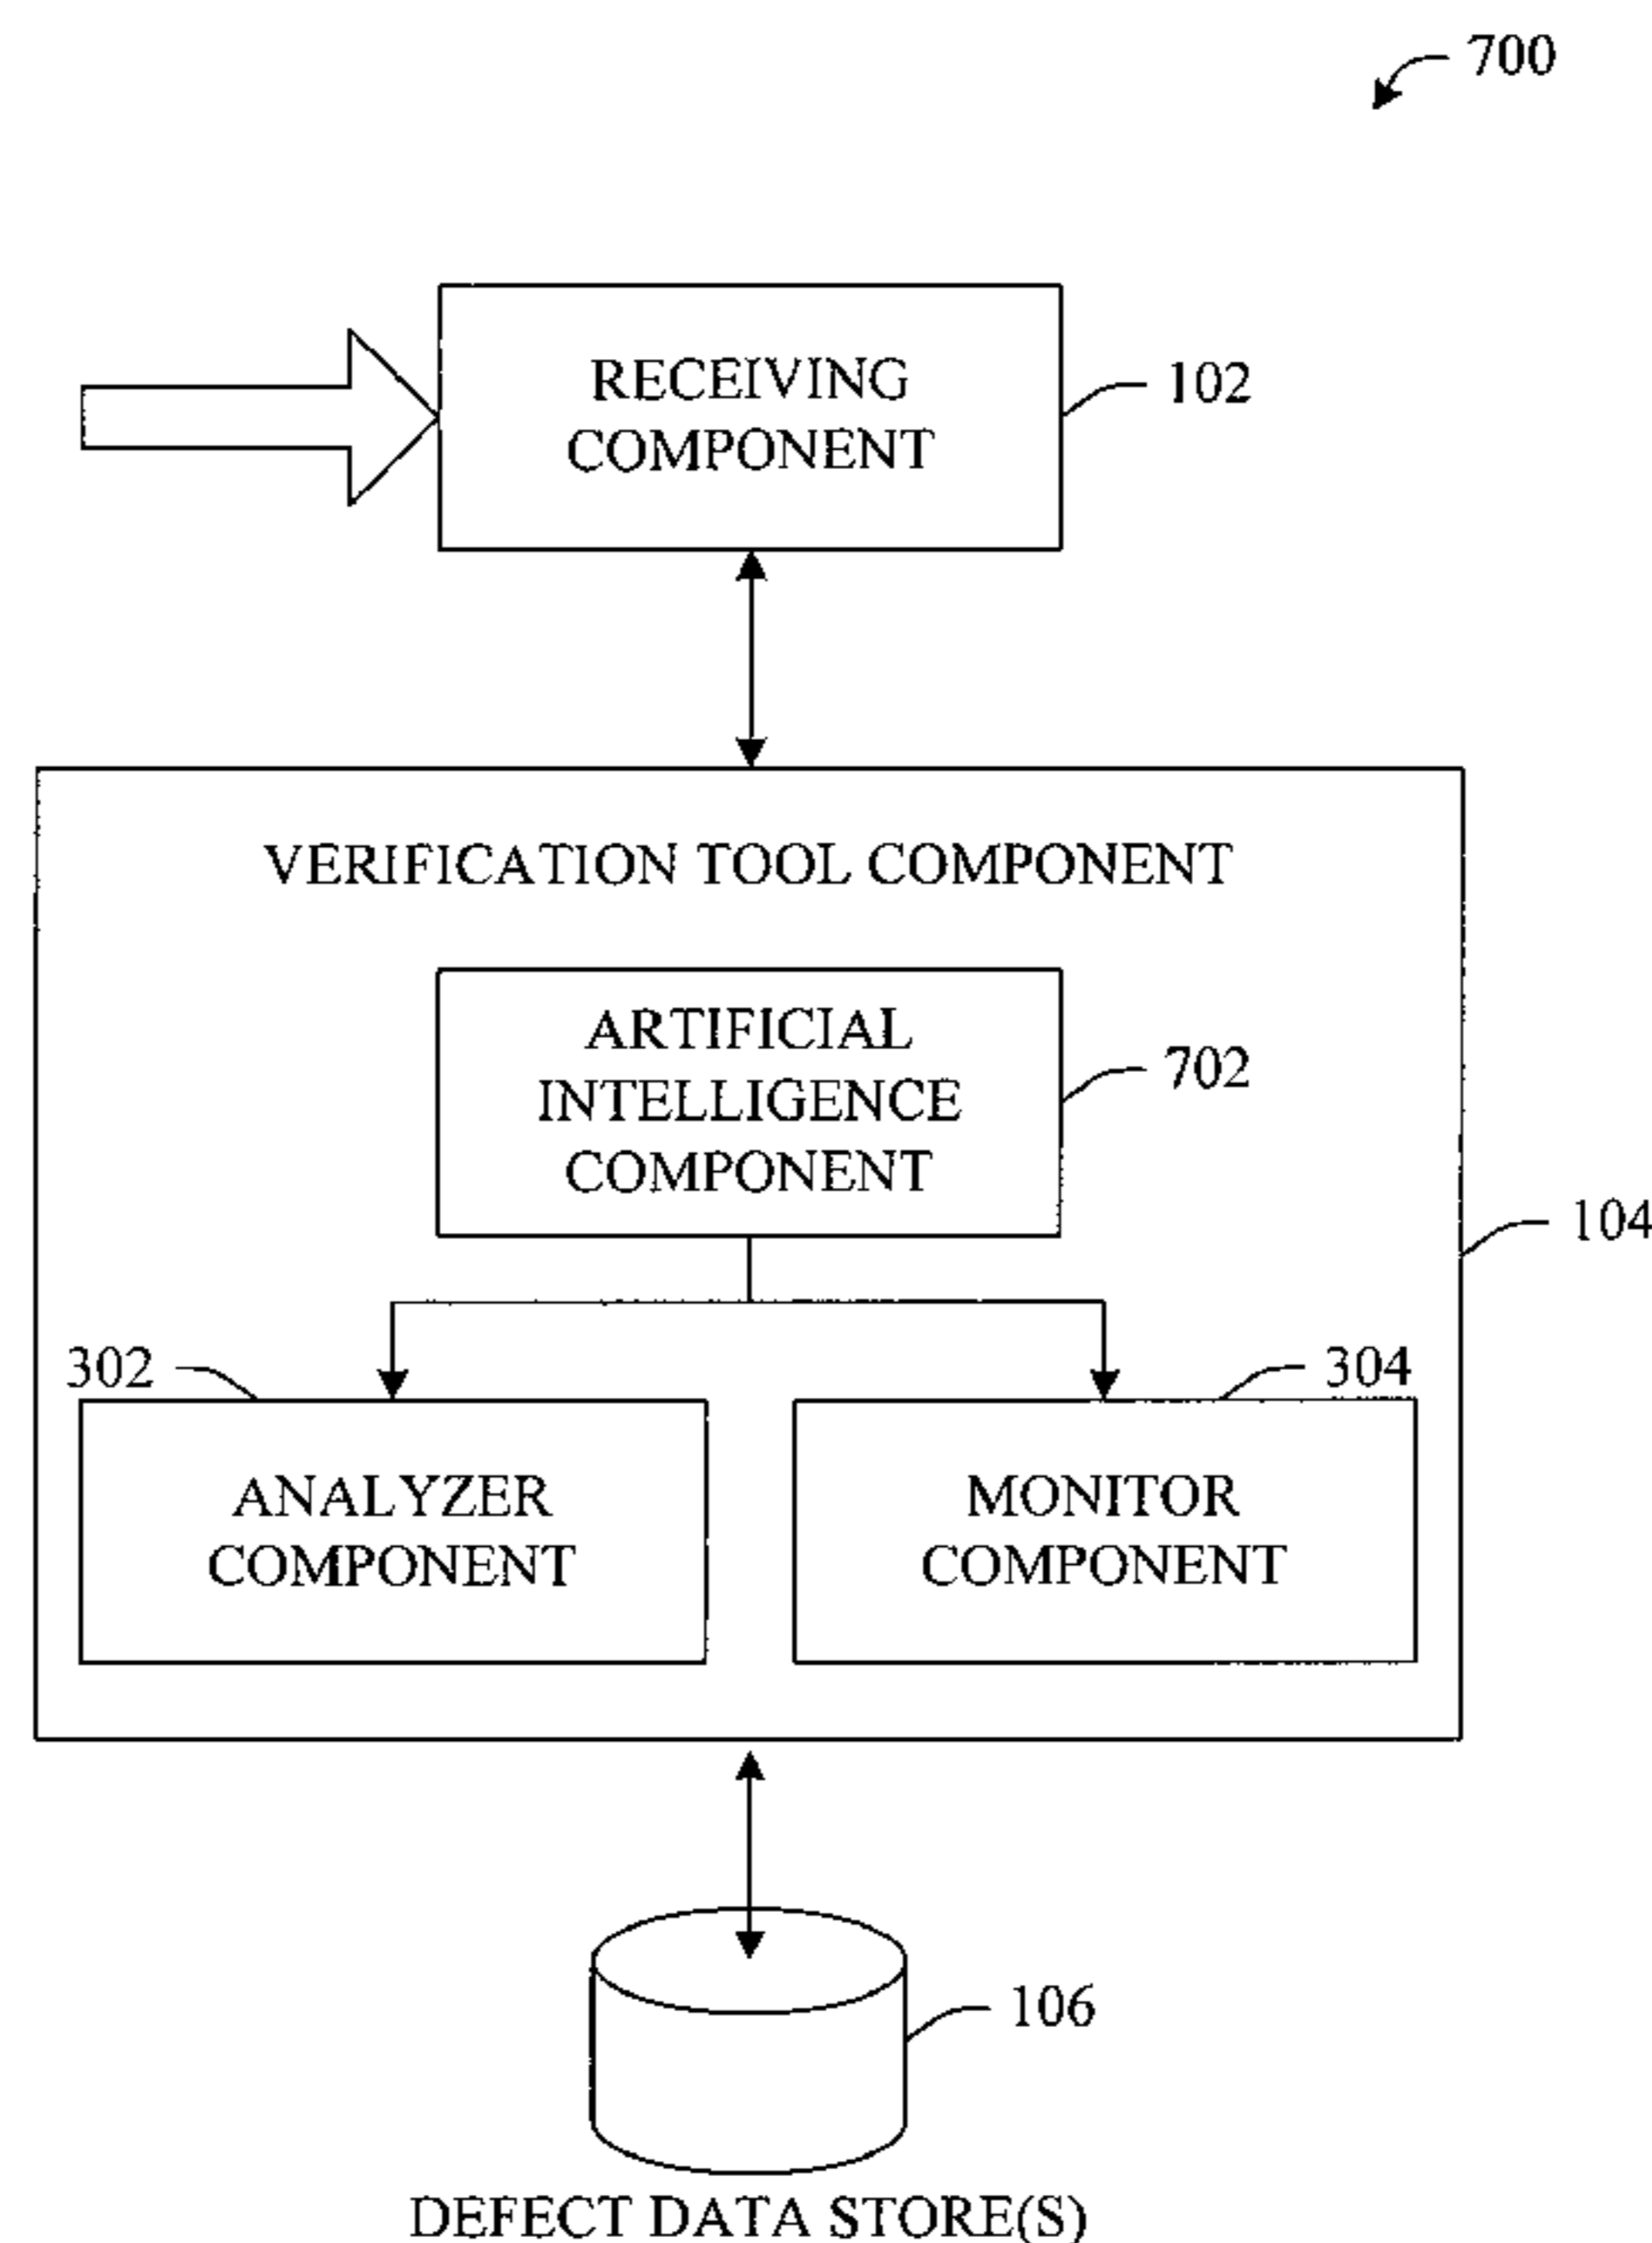 700
RECEIVING
COMPONENT
102
VERIFICATION TOOL COMPONENT
ARTIFICIAL
INTELLIGENCE
COMPONENT
702
104
302
304
ANALYZER
COMPONENT
MONITOR
COMPONENT
106
DEFECT DATA STORE(S)